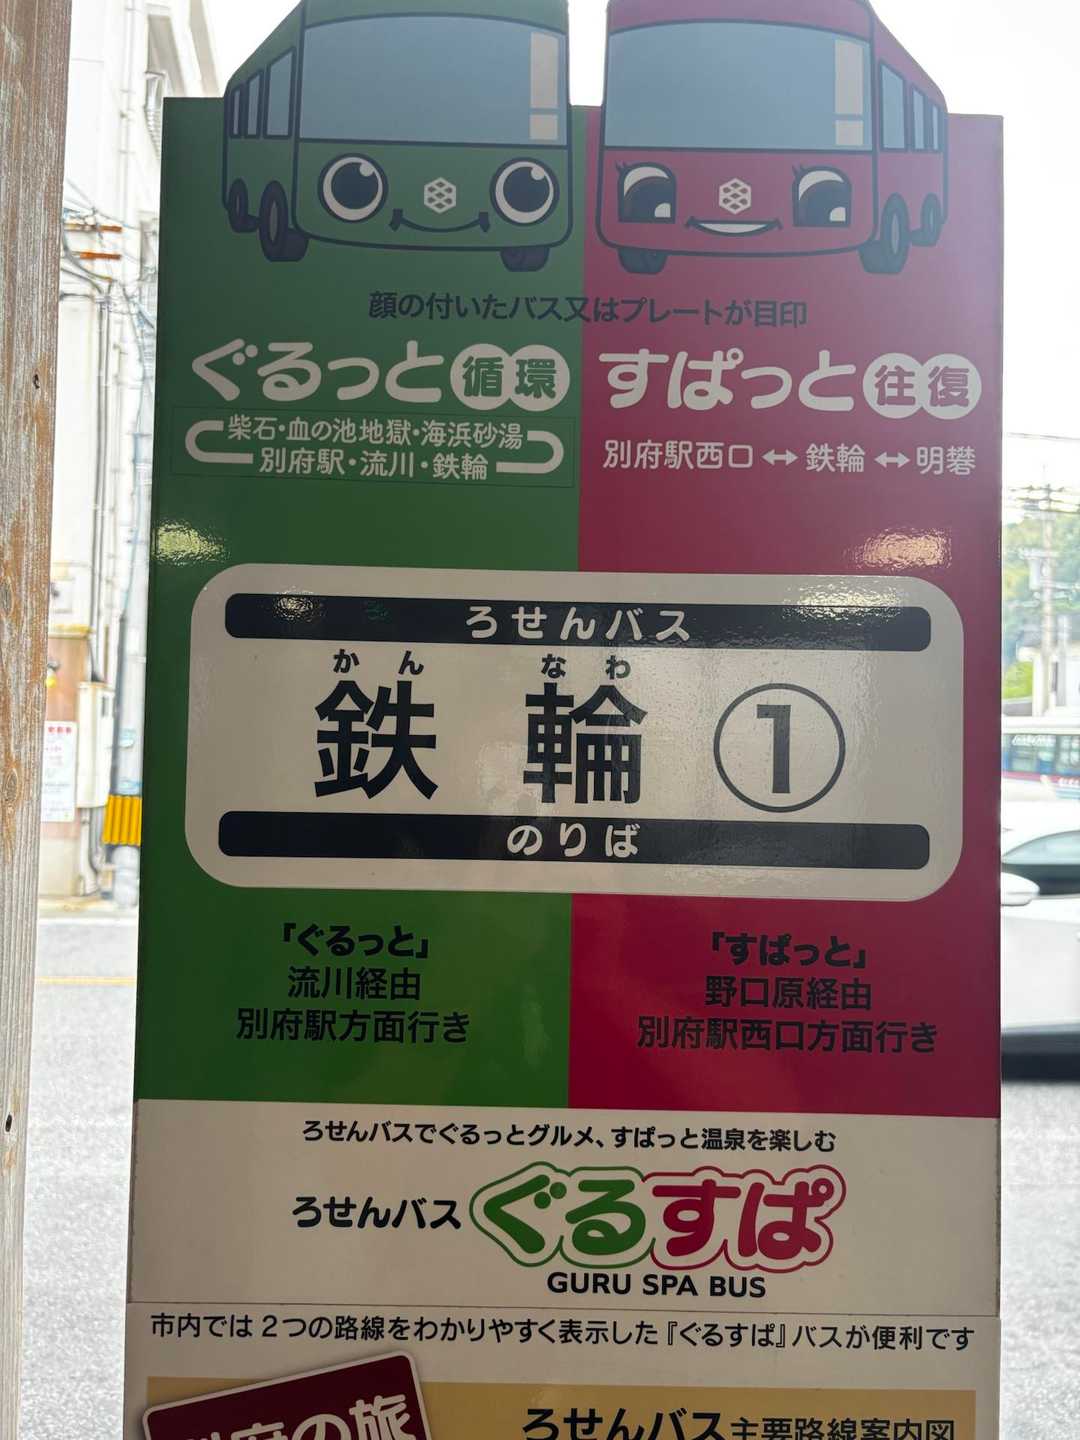 顔の付いたバス又はプレートが目印
ぐるっと循環
柴石・血の池地獄・海浜砂湯
別府駅・流川・鉄輪
すぱっと往復
別府駅西口↔鉄輪↔明礬
ろせんバス
かんなわ
鉄輪①
のりば
「ぐるっと」
流川経由
別府駅方面行き
「すぱっと」
野口原経由
別府駅西口方面行き
ろせんバスでぐるっとグルメ、すぱっと温泉を楽しむ
ろせんバス ぐるすぱ
GURU SPA BUS
市内では2つの路線をわかりやすく表示した『ぐるすぱ』バスが便利です
府の旅
ろせんバス主要路線案内図